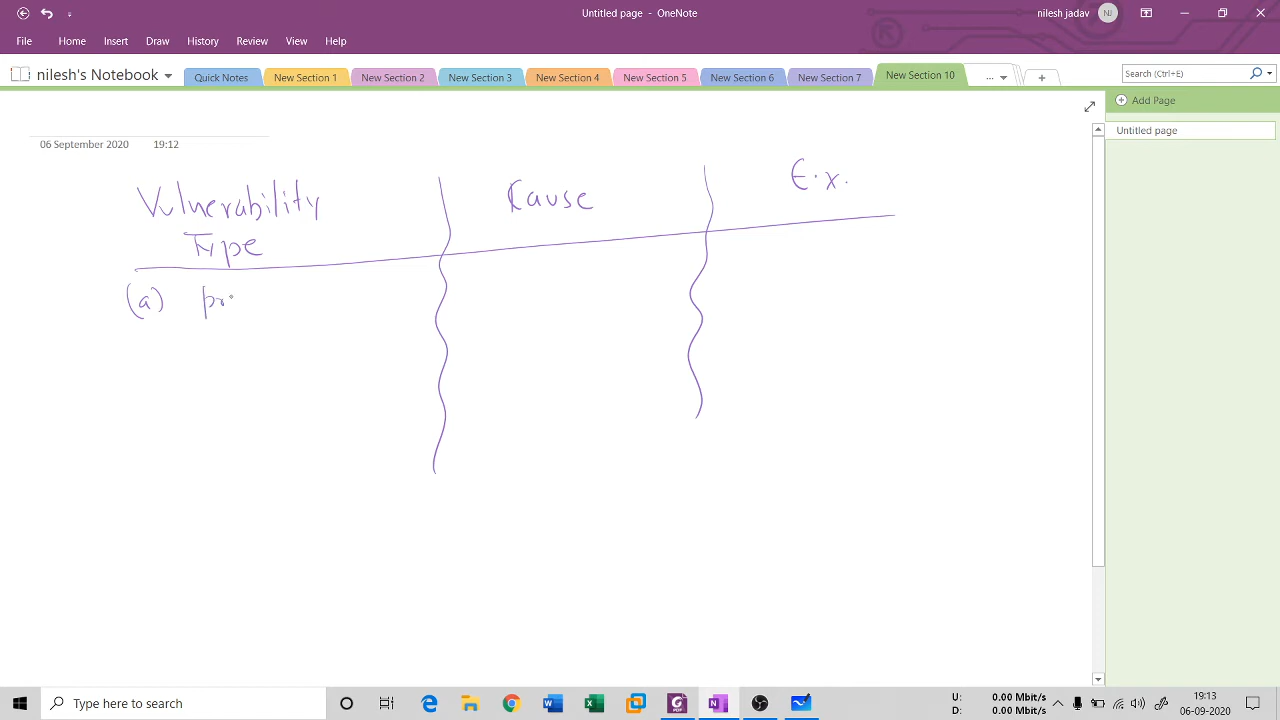 Untitled page - OneNote
nilesh jadav
NJ
File Home Insert Draw History Review View Help
nilesh's Notebook
Quick Notes New Section 1 New Section 2 New Section 3 New Section 4 New Section 5 New Section 6 New Section 7 New Section 10 ...
Search (Ctrl+E)
Add Page
Untitled page
06 September 2020 19:12
Vulnerability Cause E.x.
Type
(a) pr
Type here to search
U: 0.00 Mbit/s
D: 0.00 Mbit/s
19:13
06-09-2020